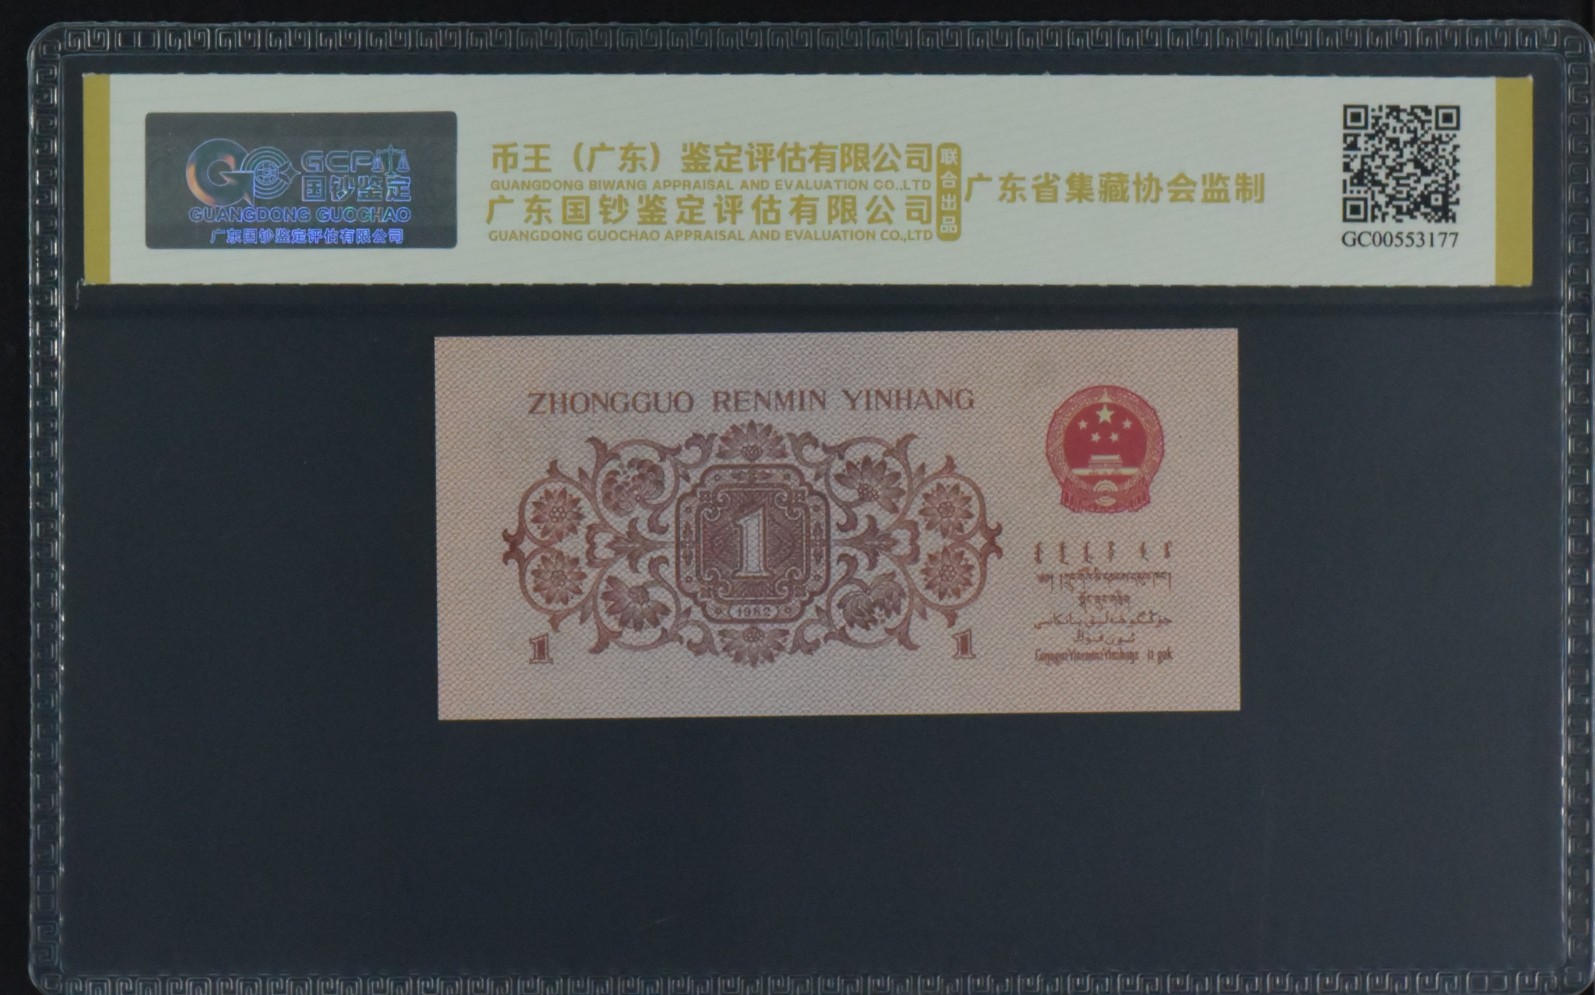 GCPA
国钞鉴定
GUANGDONG GUOCHAO
广东国钞鉴定评估有限公司
币王（广东）鉴定评估有限公司
GUANGDONG BIWANG APPRAISAL AND EVALUATION CO.,LTD
广东国钞鉴定评估有限公司
GUANGDONG GUOCHAO APPRAISAL AND EVALUATION CO.,LTD
联合出品
广东省集藏协会监制
GC00553177
ZHONGGUO RENMIN YINHANG
1
1962
1
1